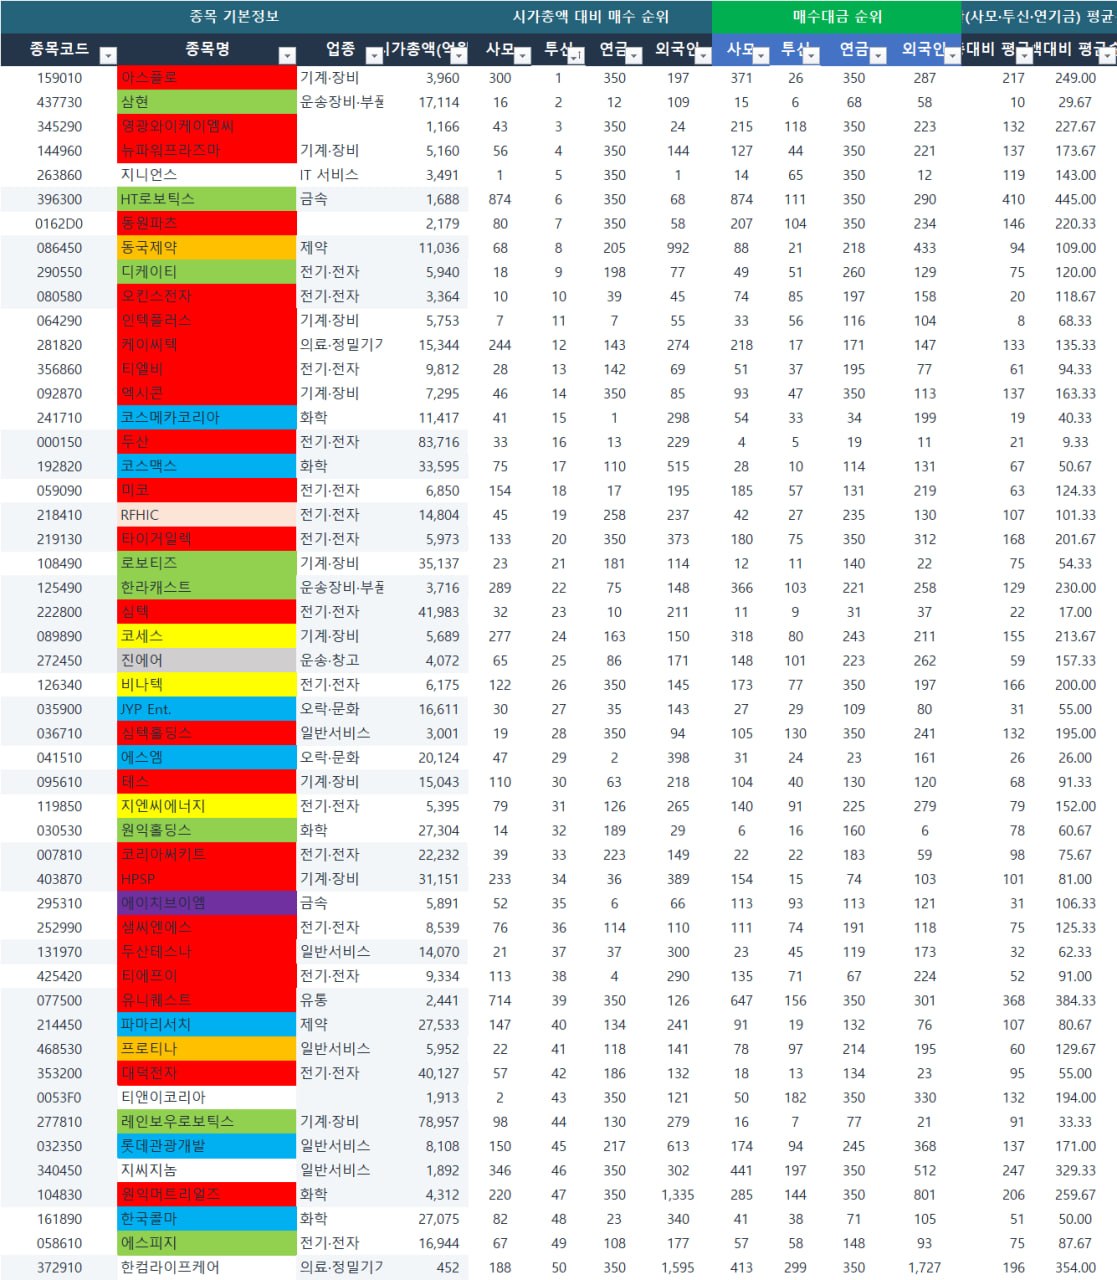 종목 기본정보 시가총액 대비 매수 순위 매수대금 순위 (사모·투신·연기금) 평균
종목코드 종목명 업종 시가총액(억원 사모 투신 연금 외국인 사모 투신 연금 외국인 대비 평균 대비 평균
159010 아스플로 기계·장비 3,960 300 1 350 197 371 26 350 287 217 249.00
437730 삼현 운송장비·부품 17,114 16 2 12 109 15 6 68 58 10 29.67
345290 영광와이케이엠씨 1,166 43 3 350 24 215 118 350 223 132 227.67
144960 뉴파워프라즈마 기계·장비 5,160 56 4 350 144 127 44 350 221 137 173.67
263860 지니언스 IT 서비스 3,491 1 5 350 1 14 65 350 12 119 143.00
396300 HT로보틱스 금속 1,688 874 6 350 68 874 111 350 290 410 445.00
0162D0 동원파츠 2,179 80 7 350 58 207 104 350 234 146 220.33
086450 동국제약 제약 11,036 68 8 205 992 88 21 218 433 94 109.00
290550 디케이티 전기·전자 5,940 18 9 198 77 49 51 260 129 75 120.00
080580 오킨스전자 전기·전자 3,364 10 10 39 45 74 85 197 158 20 118.67
064290 인텍플러스 기계·장비 5,753 7 11 7 55 33 56 116 104 8 68.33
281820 케이씨텍 의료·정밀기기 15,344 244 12 143 274 218 17 171 147 133 135.33
356860 티엘비 전기·전자 9,812 28 13 142 69 51 37 195 77 61 94.33
092870 엑시콘 기계·장비 7,295 46 14 350 85 93 47 350 113 137 163.33
241710 코스메카코리아 화학 11,417 41 15 1 298 54 33 34 199 19 40.33
000150 두산 전기·전자 83,716 33 16 13 229 4 5 19 11 21 9.33
192820 코스맥스 화학 33,595 75 17 110 515 28 10 114 131 67 50.67
059090 미코 전기·전자 6,850 154 18 17 195 185 57 131 219 63 124.33
218410 RFHIC 전기·전자 14,804 45 19 258 237 42 27 235 130 107 101.33
219130 타이거일렉 전기·전자 5,973 133 20 350 373 180 75 350 312 168 201.67
108490 로보티즈 기계·장비 35,137 23 21 181 114 12 11 140 22 75 54.33
125490 한라캐스트 운송장비·부품 3,716 289 22 75 148 366 103 221 258 129 230.00
222800 심텍 전기·전자 41,983 32 23 10 211 11 9 31 37 22 17.00
089890 코세스 기계·장비 5,689 277 24 163 150 318 80 243 211 155 213.67
272450 진에어 운송·창고 4,072 65 25 86 171 148 101 223 262 59 157.33
126340 비나텍 전기·전자 6,175 122 26 350 145 173 77 350 197 166 200.00
035900 JYP Ent. 오락·문화 16,611 30 27 35 143 27 29 109 80 31 55.00
036710 심텍홀딩스 일반서비스 3,001 19 28 350 94 105 130 350 241 132 195.00
041510 에스엠 오락·문화 20,124 47 29 2 398 31 24 23 161 26 26.00
095610 테스 기계·장비 15,043 110 30 63 218 104 40 130 120 68 91.33
119850 지엔씨에너지 전기·전자 5,395 79 31 126 265 140 91 225 279 79 152.00
030530 원익홀딩스 화학 27,304 14 32 189 29 6 16 160 6 78 60.67
007810 코리아써키트 전기·전자 22,232 39 33 223 149 22 22 183 59 98 75.67
403870 HPSP 기계·장비 31,151 233 34 36 389 154 15 74 103 101 81.00
295310 에이치브이엠 금속 5,891 52 35 6 66 113 93 113 121 31 106.33
252990 샘씨엔에스 전기·전자 8,539 76 36 114 110 111 74 191 118 75 125.33
131970 두산테스나 일반서비스 14,070 21 37 37 300 23 45 119 173 32 62.33
425420 티에프이 전기·전자 9,334 113 38 4 290 135 71 67 224 52 91.00
077500 유니퀘스트 유통 2,441 714 39 350 126 647 156 350 301 368 384.33
214450 파마리서치 제약 27,533 147 40 134 241 91 19 132 76 107 80.67
468530 프로티나 일반서비스 5,952 22 41 118 141 78 97 214 195 60 129.67
353200 대덕전자 전기·전자 40,127 57 42 186 132 18 13 134 23 95 55.00
0053F0 티앤이코리아 1,913 2 43 350 121 50 182 350 330 132 194.00
277810 레인보우로보틱스 기계·장비 78,957 98 44 130 279 16 7 77 21 91 33.33
032350 롯데관광개발 일반서비스 8,108 150 45 217 613 174 94 245 368 137 171.00
340450 지씨지놈 일반서비스 1,892 346 46 350 302 441 197 350 512 247 329.33
104830 원익머트리얼즈 화학 4,312 220 47 350 1,335 285 144 350 801 206 259.67
161890 한국콜마 화학 27,075 82 48 23 340 41 38 71 105 51 50.00
058610 에스피지 전기·전자 16,944 67 49 108 177 57 58 148 93 75 87.67
372910 한컴라이프케어 의료·정밀기기 452 188 50 350 1,595 413 299 350 1,727 196 354.00